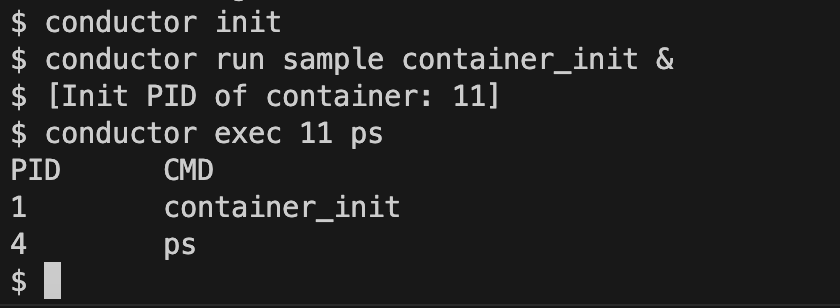 $ conductor init
$ conductor run sample container_init &
$ [Init PID of container: 11]
$ conductor exec 11 ps
PID CMD
1 container_init
4 ps
$